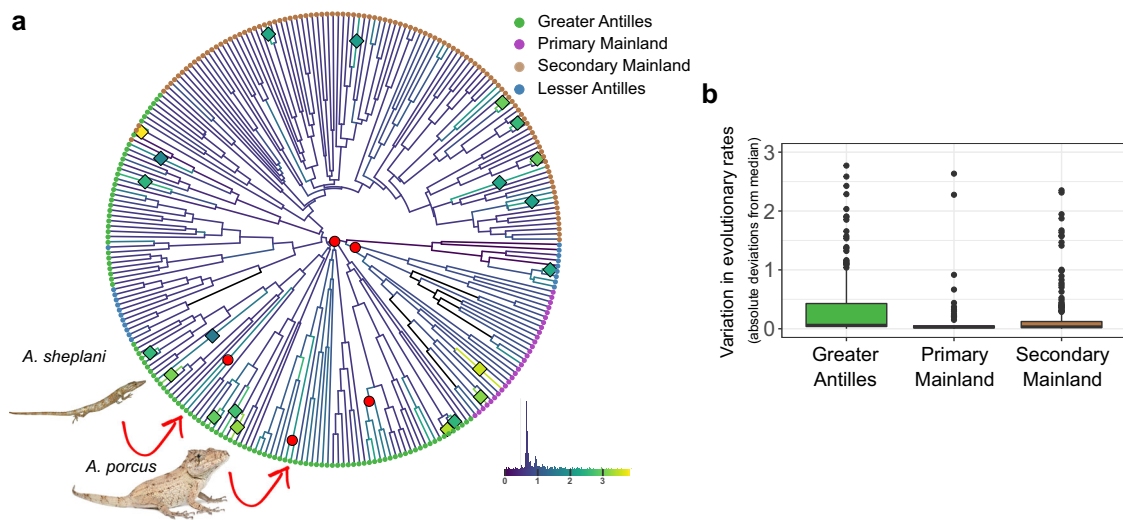 a
Greater Antilles
Primary Mainland
Secondary Mainland
Lesser Antilles
A. sheplani
A. porcus
0 1 2 3
b
Variation in evolutionary rates
(absolute deviations from median)
3
2
1
0
Greater
Antilles
Primary
Mainland
Secondary
Mainland